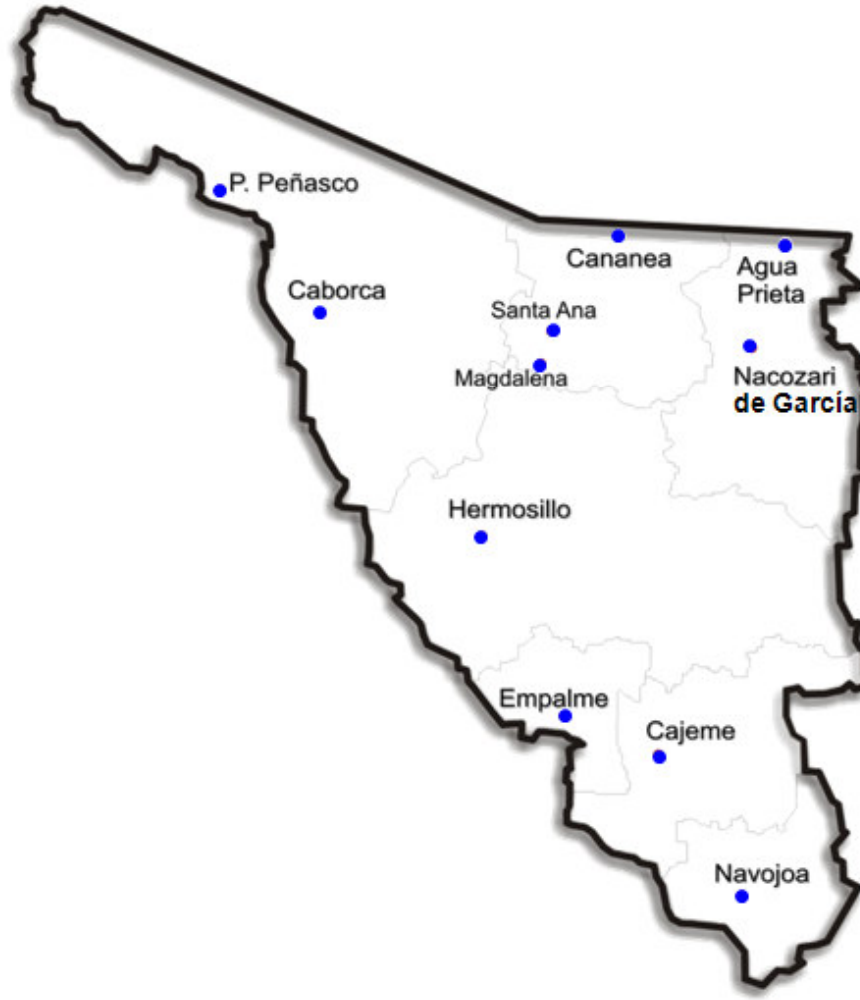 P. Peñasco
Cananea
Agua
Prieta
Caborca
Santa Ana
Magdalena
Nacozari
de García
Hermosillo
Empalme
Cajeme
Navojoa